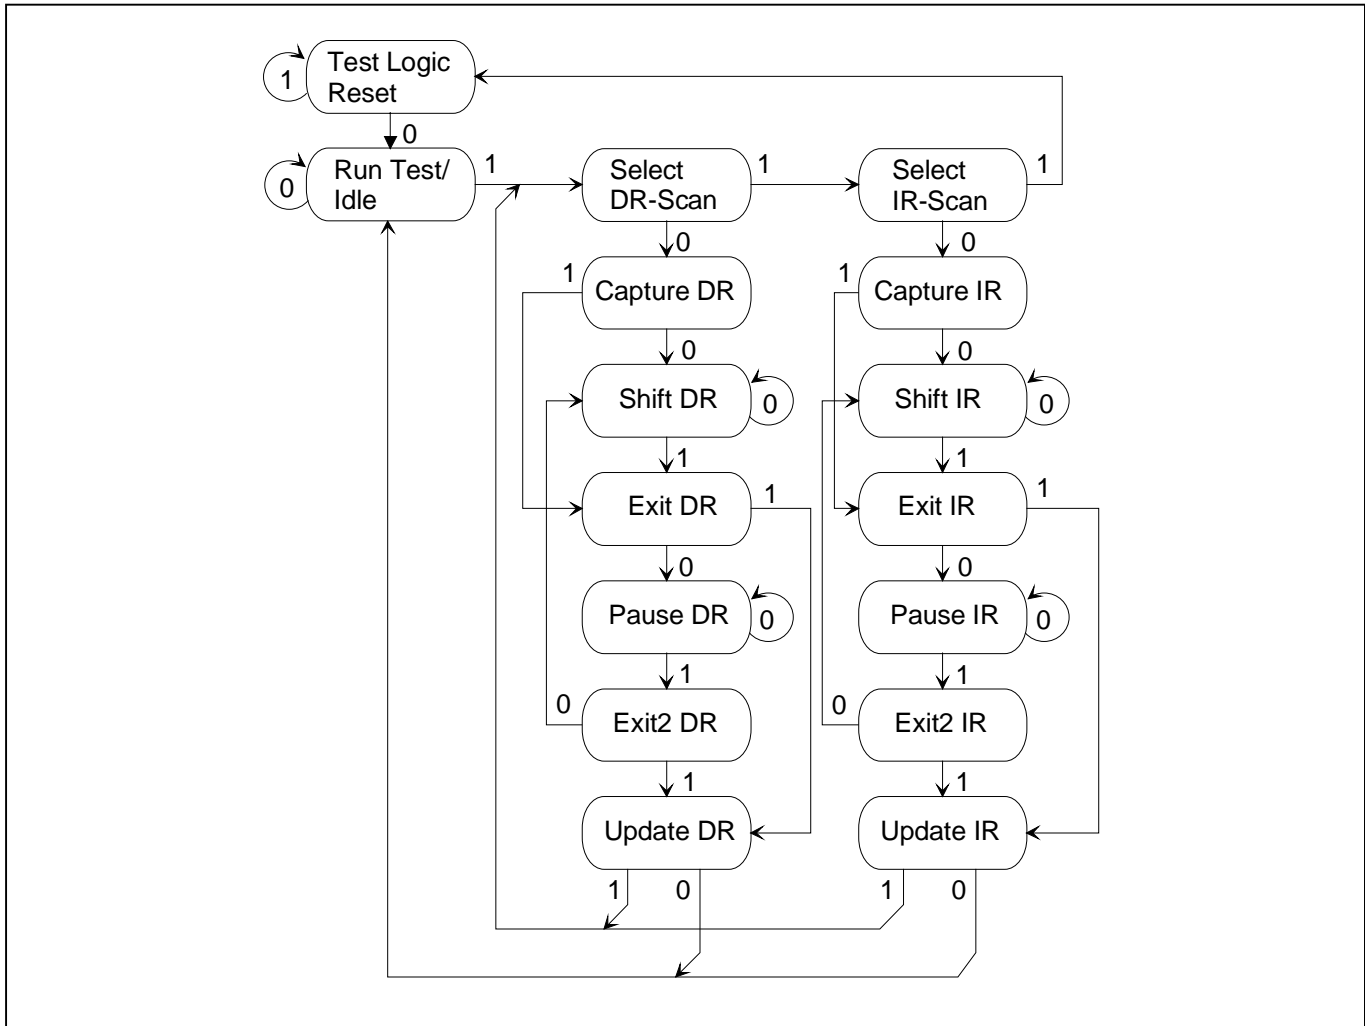 Test Logic
Reset
1
0
Run Test/
Idle
0
1
Select
DR-Scan
1
Select
IR-Scan
1
0
0
1
Capture DR
1
Capture IR
0
0
Shift DR
0
Shift IR
0
1
1
Exit DR
1
Exit IR
1
0
0
Pause DR
0
Pause IR
0
1
1
0
Exit2 DR
0
Exit2 IR
1
1
Update DR
Update IR
1
0
1
0